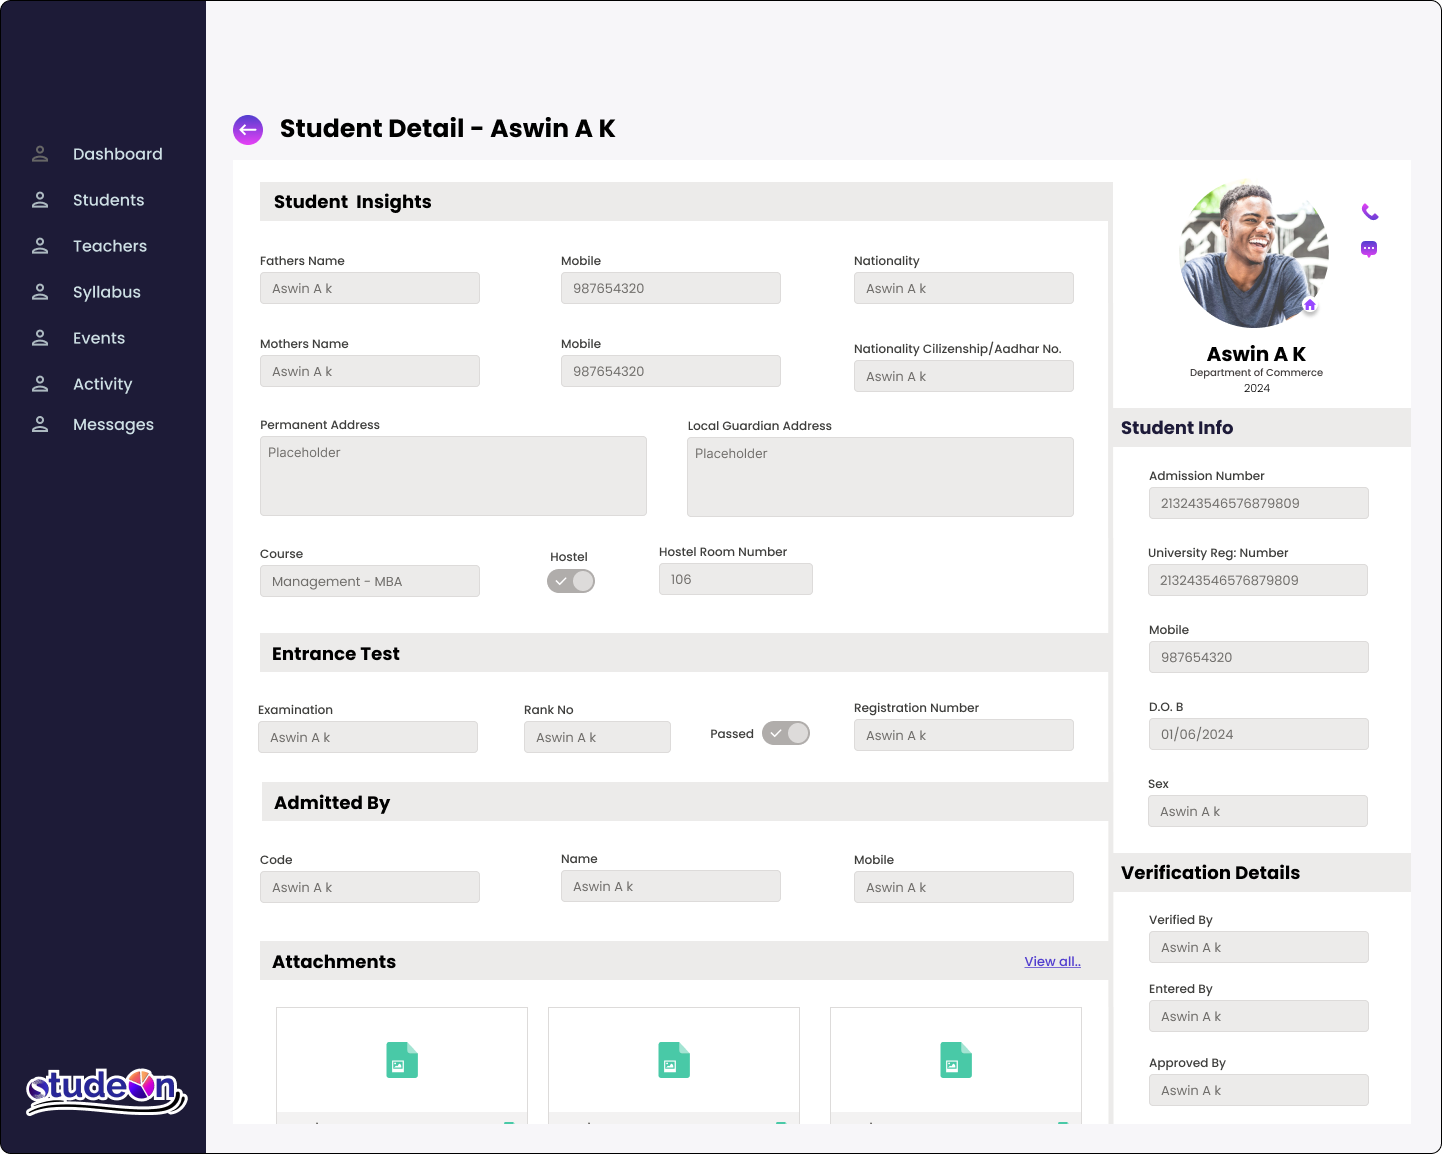 Dashboard
Students
Teachers
Syllabus
Events
Activity
Messages
studeOn
Student Detail - Aswin A K
Student  Insights
Fathers Name
Aswin A k
Mobile
987654320
Nationality
Aswin A k
Mothers Name
Aswin A k
Mobile
987654320
Nationality Cilizenship/Aadhar No.
Aswin A k
Permanent Address
Placeholder
Local Guardian Address
Placeholder
Course
Management - MBA
Hostel
Hostel Room Number
106
Entrance Test
Examination
Aswin A k
Rank No
Aswin A k
Passed
Registration Number
Aswin A k
Admitted By
Code
Aswin A k
Name
Aswin A k
Mobile
Aswin A k
Attachments
View all..
Aswin A K
Department of Commerce
2024
Student Info
Admission Number
213243546576879809
University Reg: Number
213243546576879809
Mobile
987654320
D.O. B
01/06/2024
Sex
Aswin A k
Verification Details
Verified By
Aswin A k
Entered By
Aswin A k
Approved By
Aswin A k